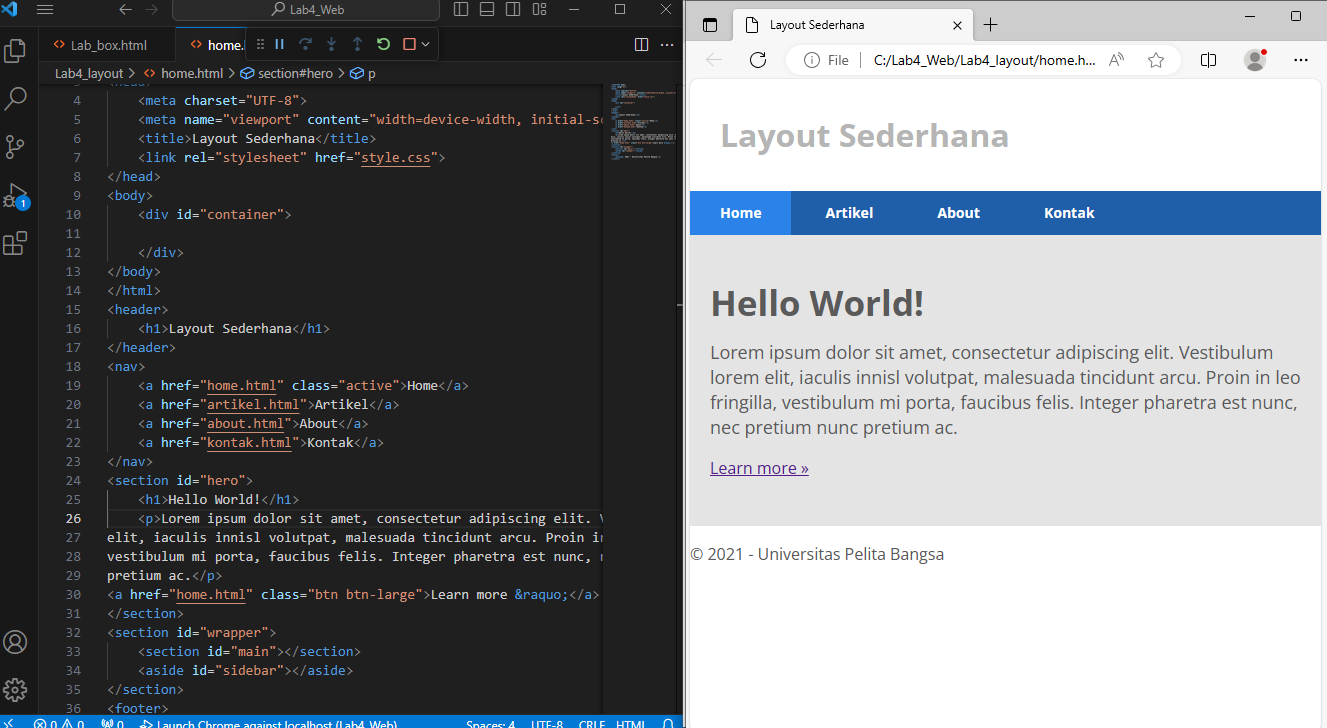 Lab4_Web
Lab_box.html
home.
Lab4_layout > home.html > section#hero > p
<head>
4 <meta charset="UTF-8">
5 <meta name="viewport" content="width=device-width, initial-sc
6 <title>Layout Sederhana</title>
7 <link rel="stylesheet" href="style.css">
8 </head>
9 <body>
10 <div id="container">
11
12 </div>
13 </body>
14 </html>
15 <header>
16 <h1>Layout Sederhana</h1>
17 </header>
18 <nav>
19 <a href="home.html" class="active">Home</a>
20 <a href="artikel.html">Artikel</a>
21 <a href="about.html">About</a>
22 <a href="kontak.html">Kontak</a>
23 </nav>
24 <section id="hero">
25 <h1>Hello World!</h1>
26 <p>Lorem ipsum dolor sit amet, consectetur adipiscing elit. V
27 elit, iaculis innisl volutpat, malesuada tincidunt arcu. Proin in
28 vestibulum mi porta, faucibus felis. Integer pharetra est nunc, n
29 pretium ac.</p>
30 <a href="home.html" class="btn btn-large">Learn more &raquo;</a>
31 </section>
32 <section id="wrapper">
33 <section id="main"></section>
34 <aside id="sidebar"></aside>
35 </section>
36 <footer>
1
0 0 0 Launch Chrome against localhost (Lab4_Web) Spaces: 4 UTF-8 CRLF HTML
Layout Sederhana
File C:/Lab4_Web/Lab4_layout/home.h...
Layout Sederhana
Home Artikel About Kontak
Hello World!
Lorem ipsum dolor sit amet, consectetur adipiscing elit. Vestibulum
lorem elit, iaculis innisl volutpat, malesuada tincidunt arcu. Proin in leo
fringilla, vestibulum mi porta, faucibus felis. Integer pharetra est nunc,
nec pretium nunc pretium ac.
Learn more »
© 2021 - Universitas Pelita Bangsa